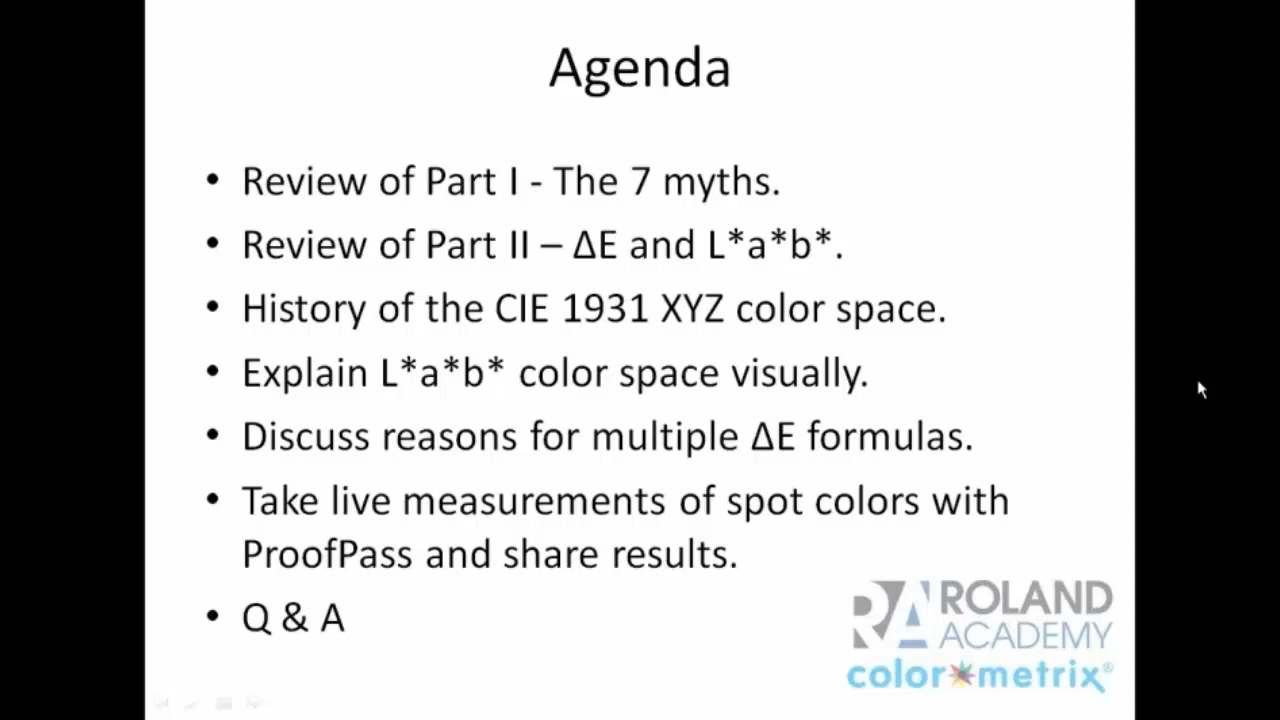 Agenda
• Review of Part I - The 7 myths.
• Review of Part II – ΔE and L*a*b*.
• History of the CIE 1931 XYZ color space.
• Explain L*a*b* color space visually.
• Discuss reasons for multiple ΔE formulas.
• Take live measurements of spot colors with
ProofPass and share results.
• Q & A
RA ROLAND
ACADEMY
color metrix®